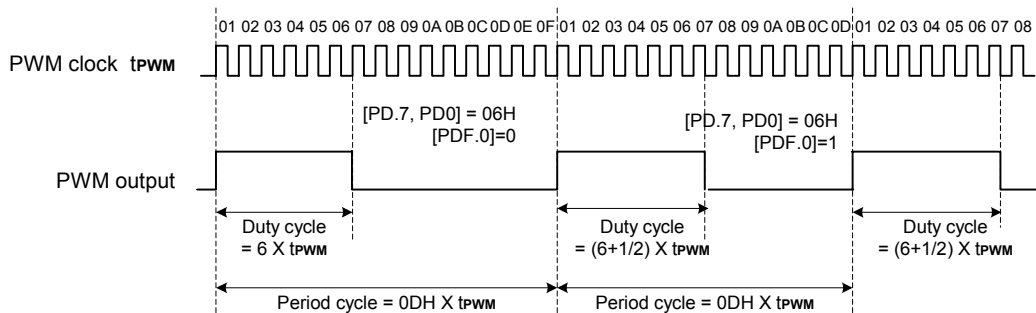 01 02 03 04 05 06 07 08 09 0A 0B 0C 0D 0E 0F 01 02 03 04 05 06 07 08 09 0A 0B 0C 0D 01 02 03 04 05 06 07 08
PWM clock tPWM
[PD.7, PD0] = 06H
[PDF.0]=0
[PD.7, PD0] = 06H
[PDF.0]=1
PWM output
Duty cycle
= 6 X tPWM
Duty cycle
= (6+1/2) X tPWM
Duty cycle
= (6+1/2) X tPWM
Period cycle = 0DH X tPWM
Period cycle = 0DH X tPWM